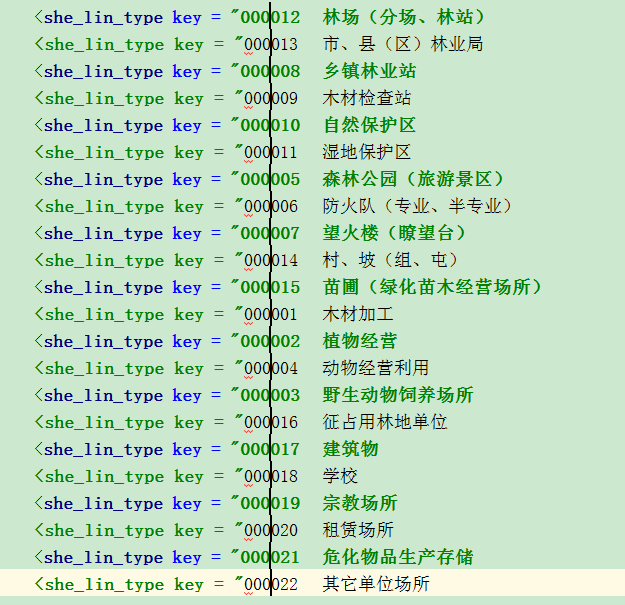 <she_lin_type key = "000012 林场（分场、林站）
<she_lin_type key = "000013 市、县（区）林业局
<she_lin_type key = "000008 乡镇林业站
<she_lin_type key = "000009 木材检查站
<she_lin_type key = "000010 自然保护区
<she_lin_type key = "000011 湿地保护区
<she_lin_type key = "000005 森林公园（旅游景区）
<she_lin_type key = "000006 防火队（专业、半专业）
<she_lin_type key = "000007 望火楼（瞭望台）
<she_lin_type key = "000014 村、坡（组、屯）
<she_lin_type key = "000015 苗圃（绿化苗木经营场所）
<she_lin_type key = "000001 木材加工
<she_lin_type key = "000002 植物经营
<she_lin_type key = "000004 动物经营利用
<she_lin_type key = "000003 野生动物饲养场所
<she_lin_type key = "000016 征占用林地单位
<she_lin_type key = "000017 建筑物
<she_lin_type key = "000018 学校
<she_lin_type key = "000019 宗教场所
<she_lin_type key = "000020 租赁场所
<she_lin_type key = "000021 危化物品生产存储
<she_lin_type key = "000022 其它单位场所